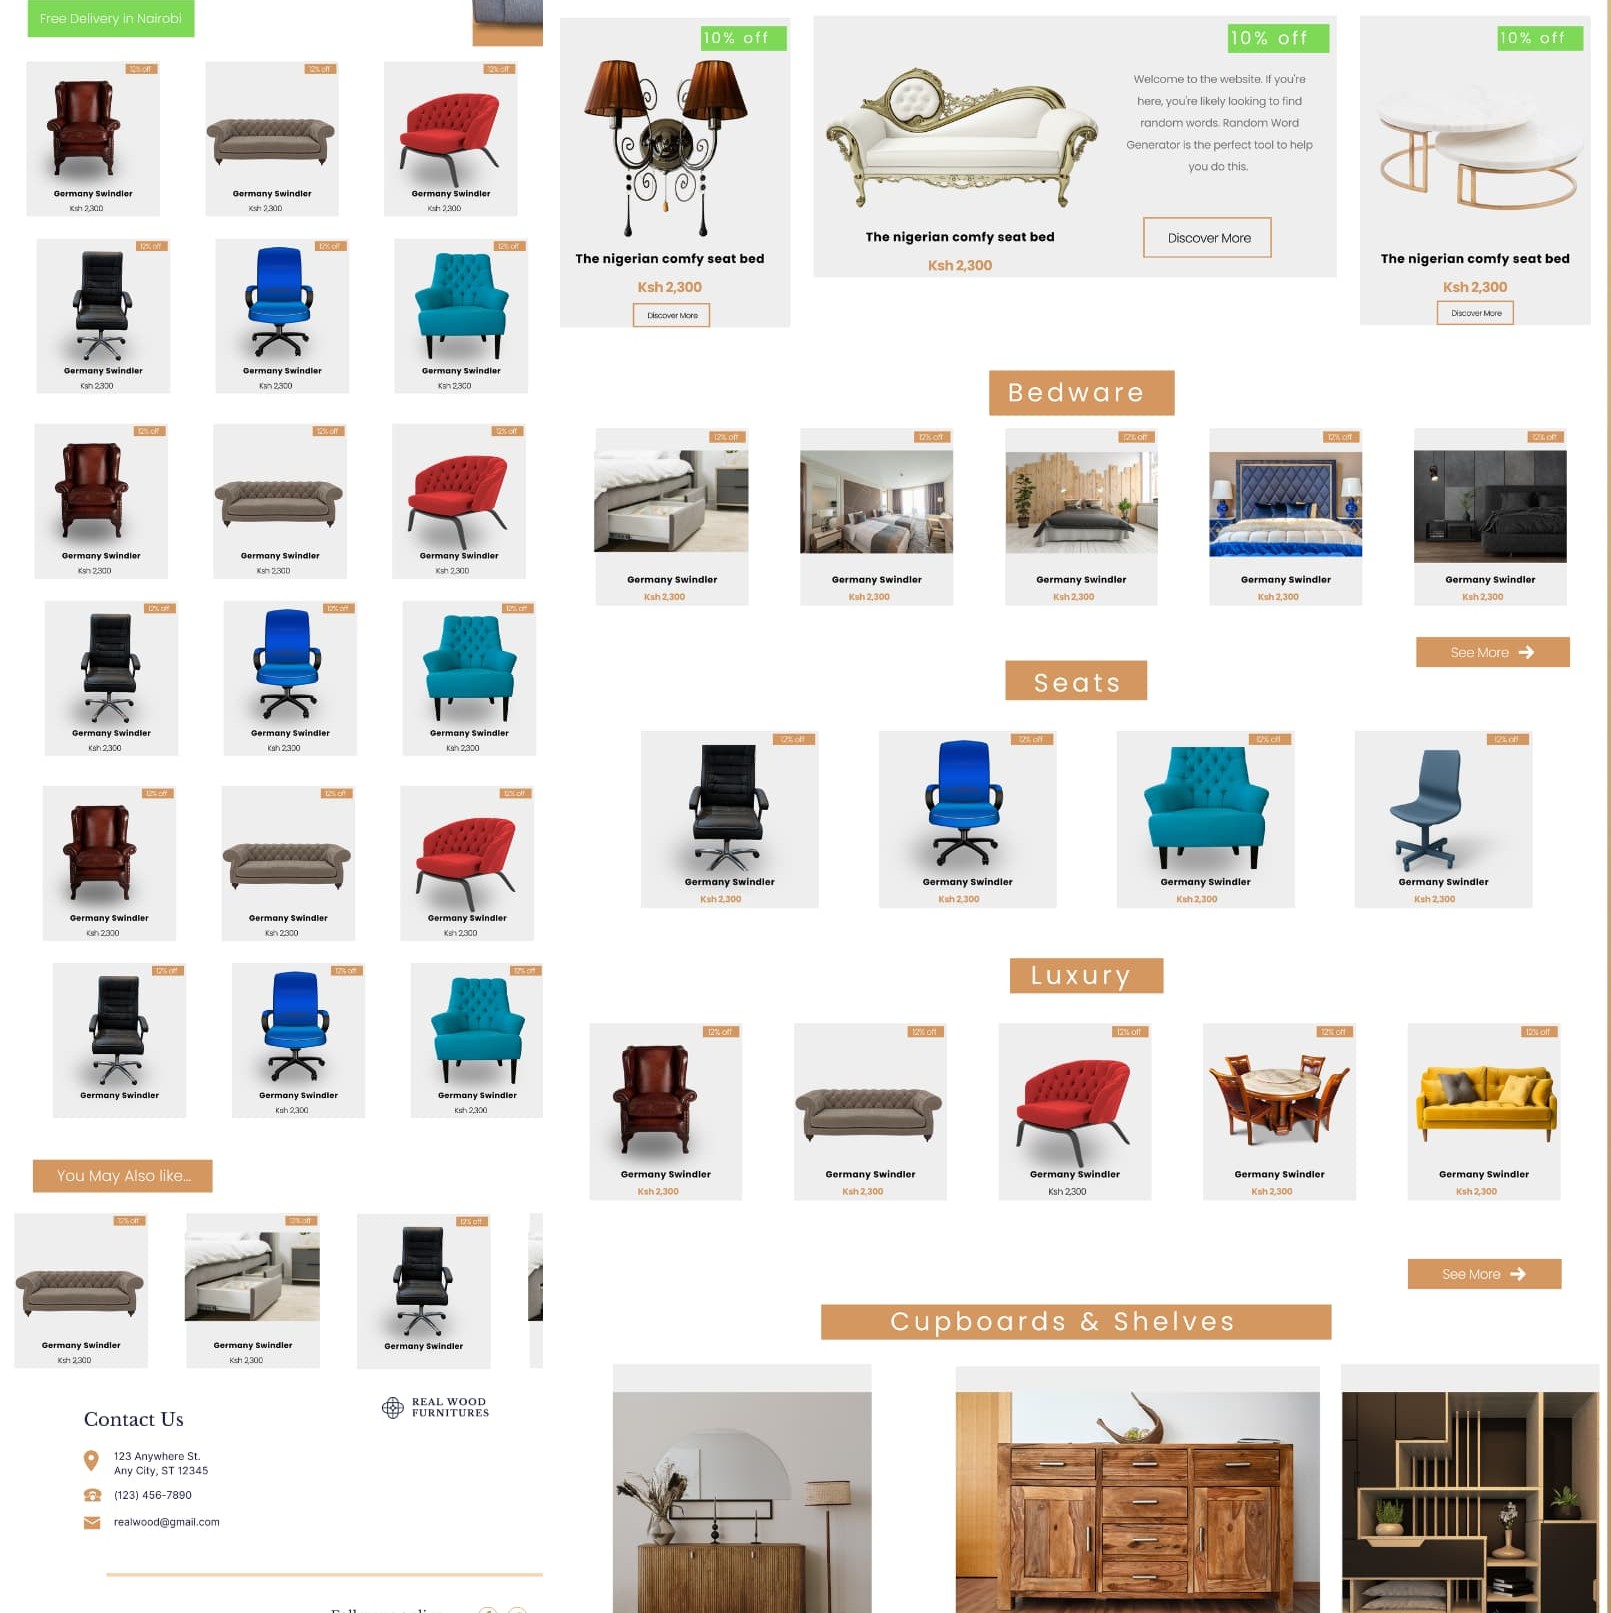 Free Delivery in Nairobi
12% off
12% off
12% off
Germany Swindler
Germany Swindler
Germany Swindler
Ksh 2,300
Ksh 2,300
Ksh 2,300
12% off
12% off
12% off
Germany Swindler
Germany Swindler
Germany Swindler
Ksh 2,300
Ksh 2,300
Ksh 2,300
12% off
12% off
12% off
Germany Swindler
Germany Swindler
Germany Swindler
Ksh 2,300
Ksh 2,300
Ksh 2,300
12% off
12% off
12% off
Germany Swindler
Germany Swindler
Germany Swindler
Ksh 2,300
Ksh 2,300
Ksh 2,300
12% off
12% off
12% off
Germany Swindler
Germany Swindler
Germany Swindler
Ksh 2,300
Ksh 2,300
Ksh 2,300
12% off
12% off
12% off
Germany Swindler
Germany Swindler
Germany Swindler
Ksh 2,300
Ksh 2,300
You May Also like...
12% off
12% off
12% off
Germany Swindler
Germany Swindler
Germany Swindler
Ksh 2,300
Ksh 2,300
REAL WOOD
FURNITURES
Contact Us
123 Anywhere St.
Any City, ST 12345
(123) 456-7890
realwood@gmail.com
10% off
The nigerian comfy seat bed
Ksh 2,300
Discover More
10% off
Welcome to the website. If you're
here, you're likely looking to find
random words. Random Word
Generator is the perfect tool to help
you do this.
The nigerian comfy seat bed
Ksh 2,300
Discover More
10% off
The nigerian comfy seat bed
Ksh 2,300
Discover More
Bedware
12% off
12% off
12% off
12% off
12% off
Germany Swindler
Germany Swindler
Germany Swindler
Germany Swindler
Germany Swindler
Ksh 2,300
Ksh 2,300
Ksh 2,300
Ksh 2,300
Ksh 2,300
See More
Seats
12% off
12% off
12% off
12% off
Germany Swindler
Germany Swindler
Germany Swindler
Germany Swindler
Ksh 2,300
Ksh 2,300
Ksh 2,300
Ksh 2,300
Luxury
12% off
12% off
12% off
12% off
12% off
Germany Swindler
Germany Swindler
Germany Swindler
Germany Swindler
Germany Swindler
Ksh 2,300
Ksh 2,300
Ksh 2,300
Ksh 2,300
Ksh 2,300
See More
Cupboards & Shelves